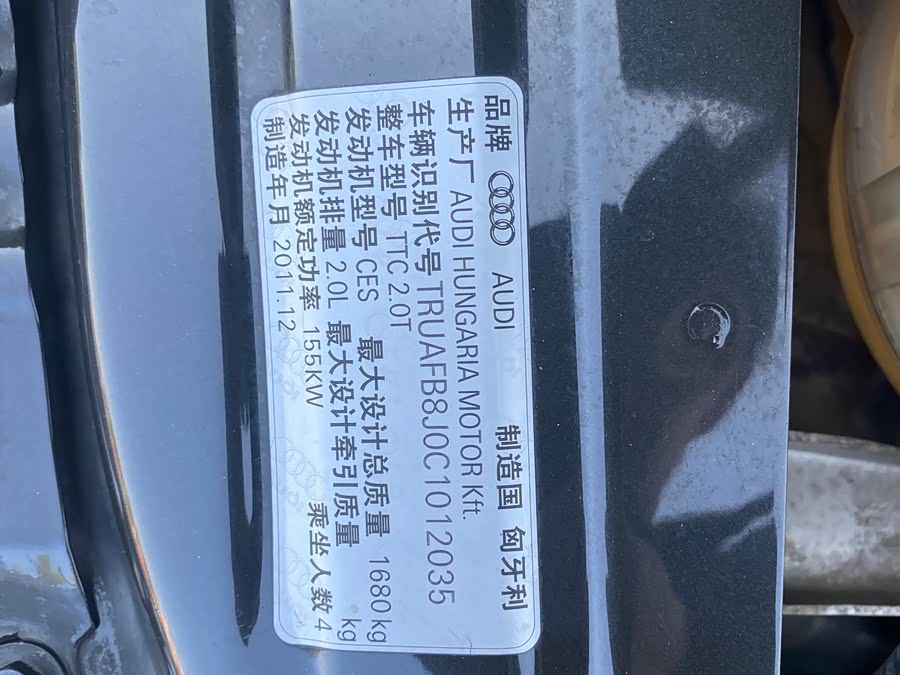 品牌 AUDI 制造国 匈牙利
生产厂 AUDI HUNGARIA MOTOR Kft.
车辆识别代号 TRUAFB8J0C1012035
整车型号 TTC 2.0T
发动机型号 CES 最大设计总质量 1680 kg
发动机排量 2.0L 最大设计牵引质量 kg
发动机额定功率 155KW 乘坐人数 4
制造年月 2011.12